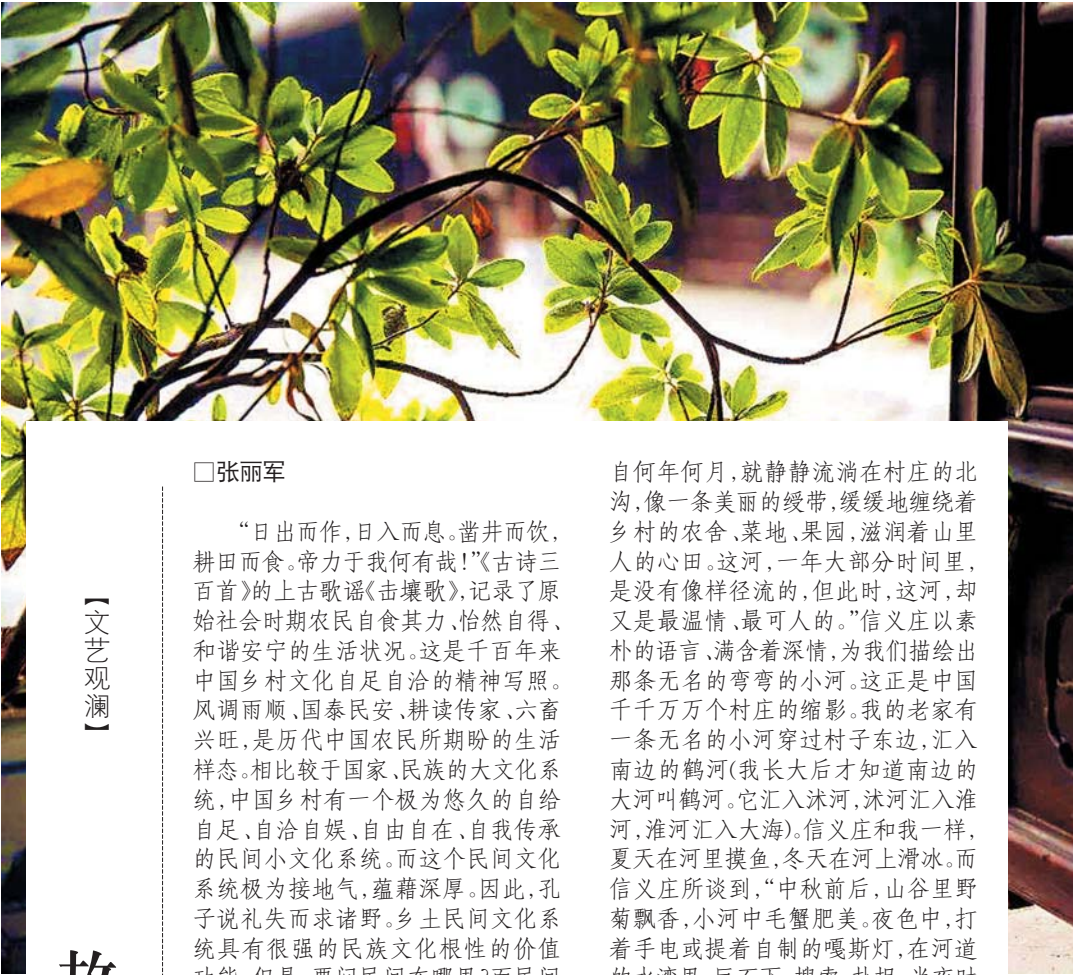 【文艺观澜】
故
□张丽军
“日出而作,日入而息。凿井而饮,
耕田而食。帝力于我何有哉!”《古诗三
百首》的上古歌谣《击壤歌》,记录了原
始社会时期农民自食其力、怡然自得、
和谐安宁的生活状况。这是千百年来
中国乡村文化自足自洽的精神写照。
风调雨顺、国泰民安、耕读传家、六畜
兴旺,是历代中国农民所期盼的生活
样态。相比较于国家、民族的大文化系
统,中国乡村有一个极为悠久的自给
自足、自洽自娱、自由自在、自我传承
的民间小文化系统。而这个民间文化
系统极为接地气,蕴藉深厚。因此,孔
子说礼失而求诸野。乡土民间文化系
统具有很强的民族文化根性的价值
自何年何月,就静静流淌在村庄的北
沟,像一条美丽的绶带,缓缓地缠绕着
乡村的农舍、菜地、果园,滋润着山里
人的心田。这河,一年大部分时间里,
是没有像样径流的,但此时,这河,却
又是最温情、最可人的。”信义庄以素
朴的语言、满含着深情,为我们描绘出
那条无名的弯弯的小河。这正是中国
千千万万个村庄的缩影。我的老家有
一条无名的小河穿过村子东边,汇入
南边的鹤河(我长大后才知道南边的
大河叫鹤河。它汇入沭河,沭河汇入淮
河,淮河汇入大海)。信义庄和我一样,
夏天在河里摸鱼,冬天在河上滑冰。而
信义庄所谈到,“中秋前后,山谷里野
菊飘香,小河中毛蟹肥美。夜色中,打
着手电或提着自制的嘎斯灯,在河道